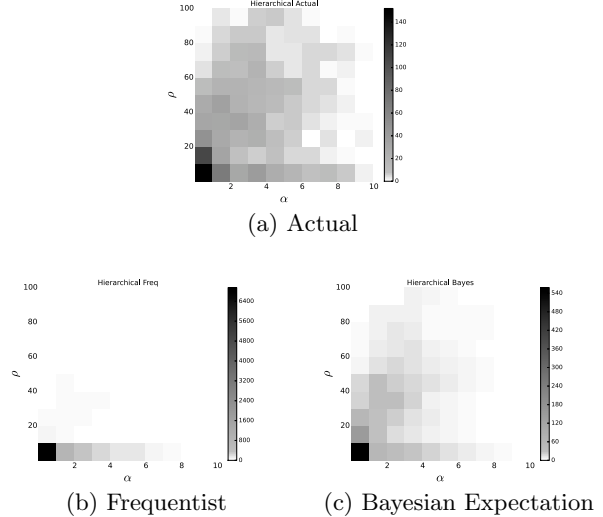 Hierarchical Actual
100
80
60
40
20
ρ
2 4 6 8 10
α
140
120
100
80
60
40
20
0
(a) Actual
Hierarchical Freq
100
80
60
40
20
ρ
2 4 6 8 10
α
6400
5600
4800
4000
3200
2400
1600
800
0
(b) Frequentist
Hierarchical Bayes
100
80
60
40
20
ρ
2 4 6 8 10
α
540
480
420
360
300
240
180
120
60
0
(c) Bayesian Expectation